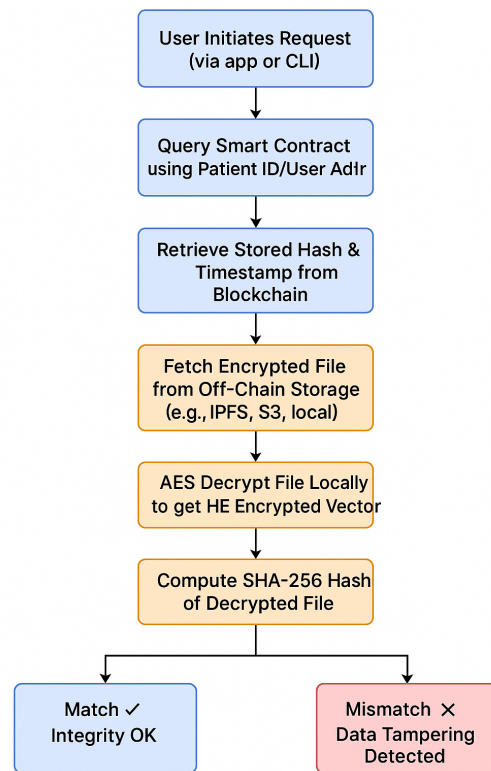 User Initiates Request
(via app or CLI)
Query Smart Contract
using Patient ID/User Adłr
Retrieve Stored Hash &
Timestamp from
Blockchain
Fetch Encrypted File
from Off-Chain Storage
(e.g., IPFS, S3, local)
AES Decrypt File Locally
to get HE Encrypted Vector
Compute SHA-256 Hash
of Decrypted File
Match ✓
Integrity OK
Mismatch ✕
Data Tampering
Detected